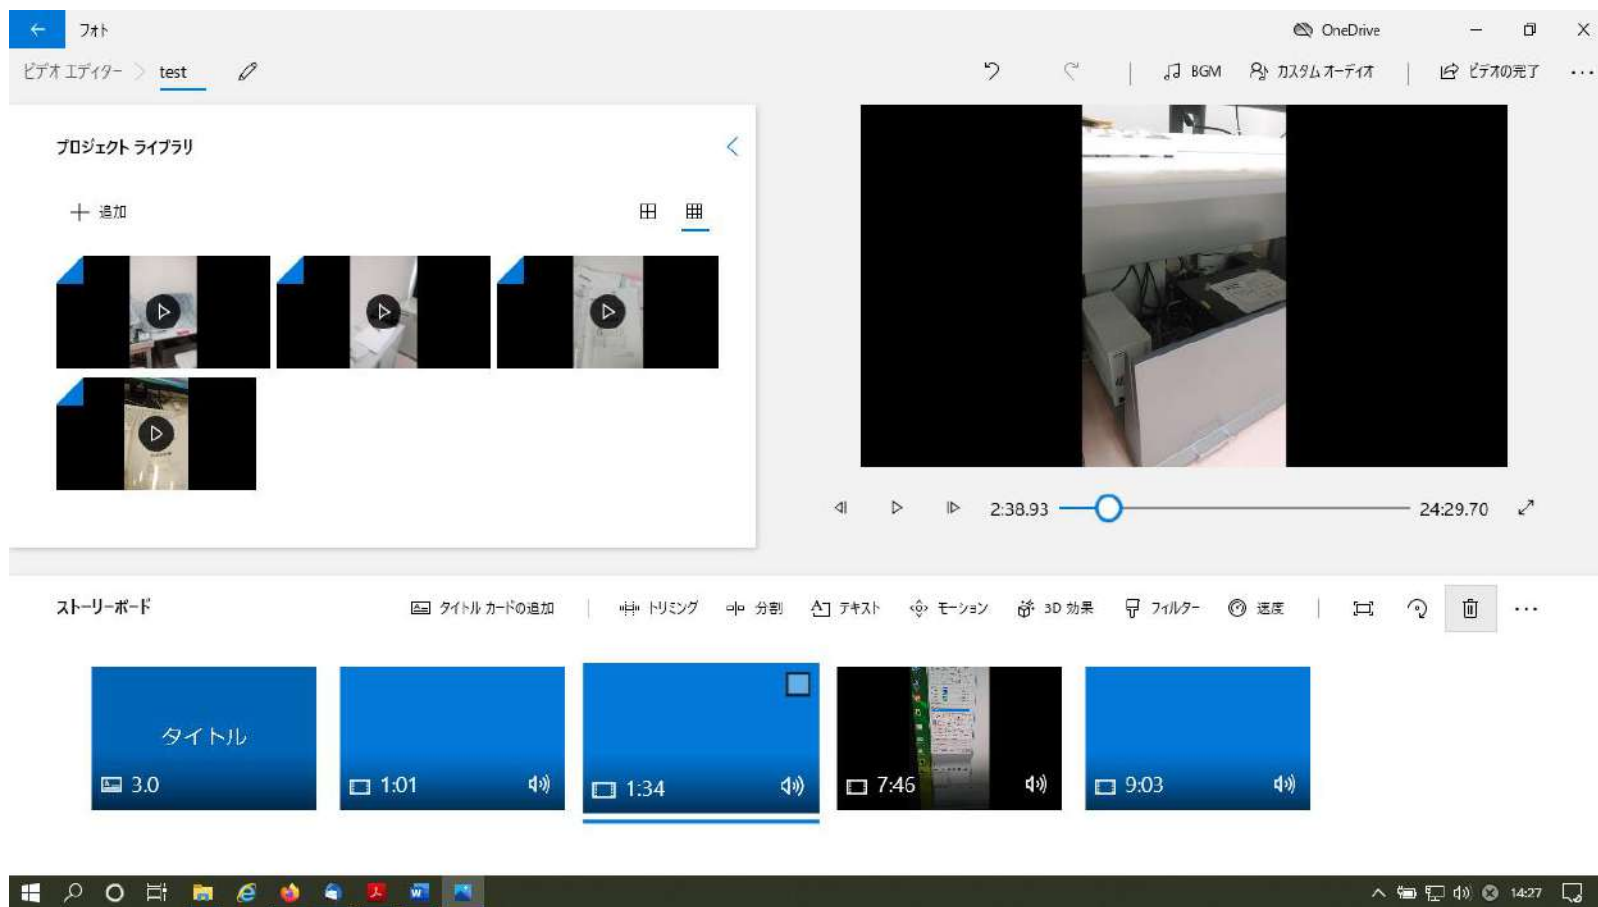 フォト
OneDrive
ビデオ エディター
test
BGM
カスタム オーディオ
ビデオの完了
プロジェクト ライブラリ
追加
2:38.93
24:29.70
ストーリーボード
タイトル カードの追加
トリミング
分割
テキスト
モーション
3D 効果
フィルター
速度
タイトル
3.0
1:01
1:34
7:46
9:03
14:27